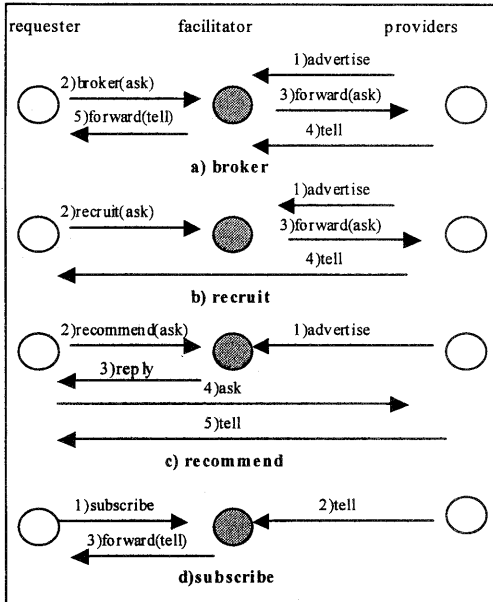 requester facilitator providers
1)advertise
2)broker(ask)
3)forward(ask)
5)forward(tell)
4)tell
a) broker
1)advertise
2)recruit(ask)
3)forward(ask)
4)tell
b) recruit
2)recommend(ask) 1)advertise
3)reply
4)ask
5)tell
c) recommend
1)subscribe 2)tell
3)forward(tell)
d)subscribe